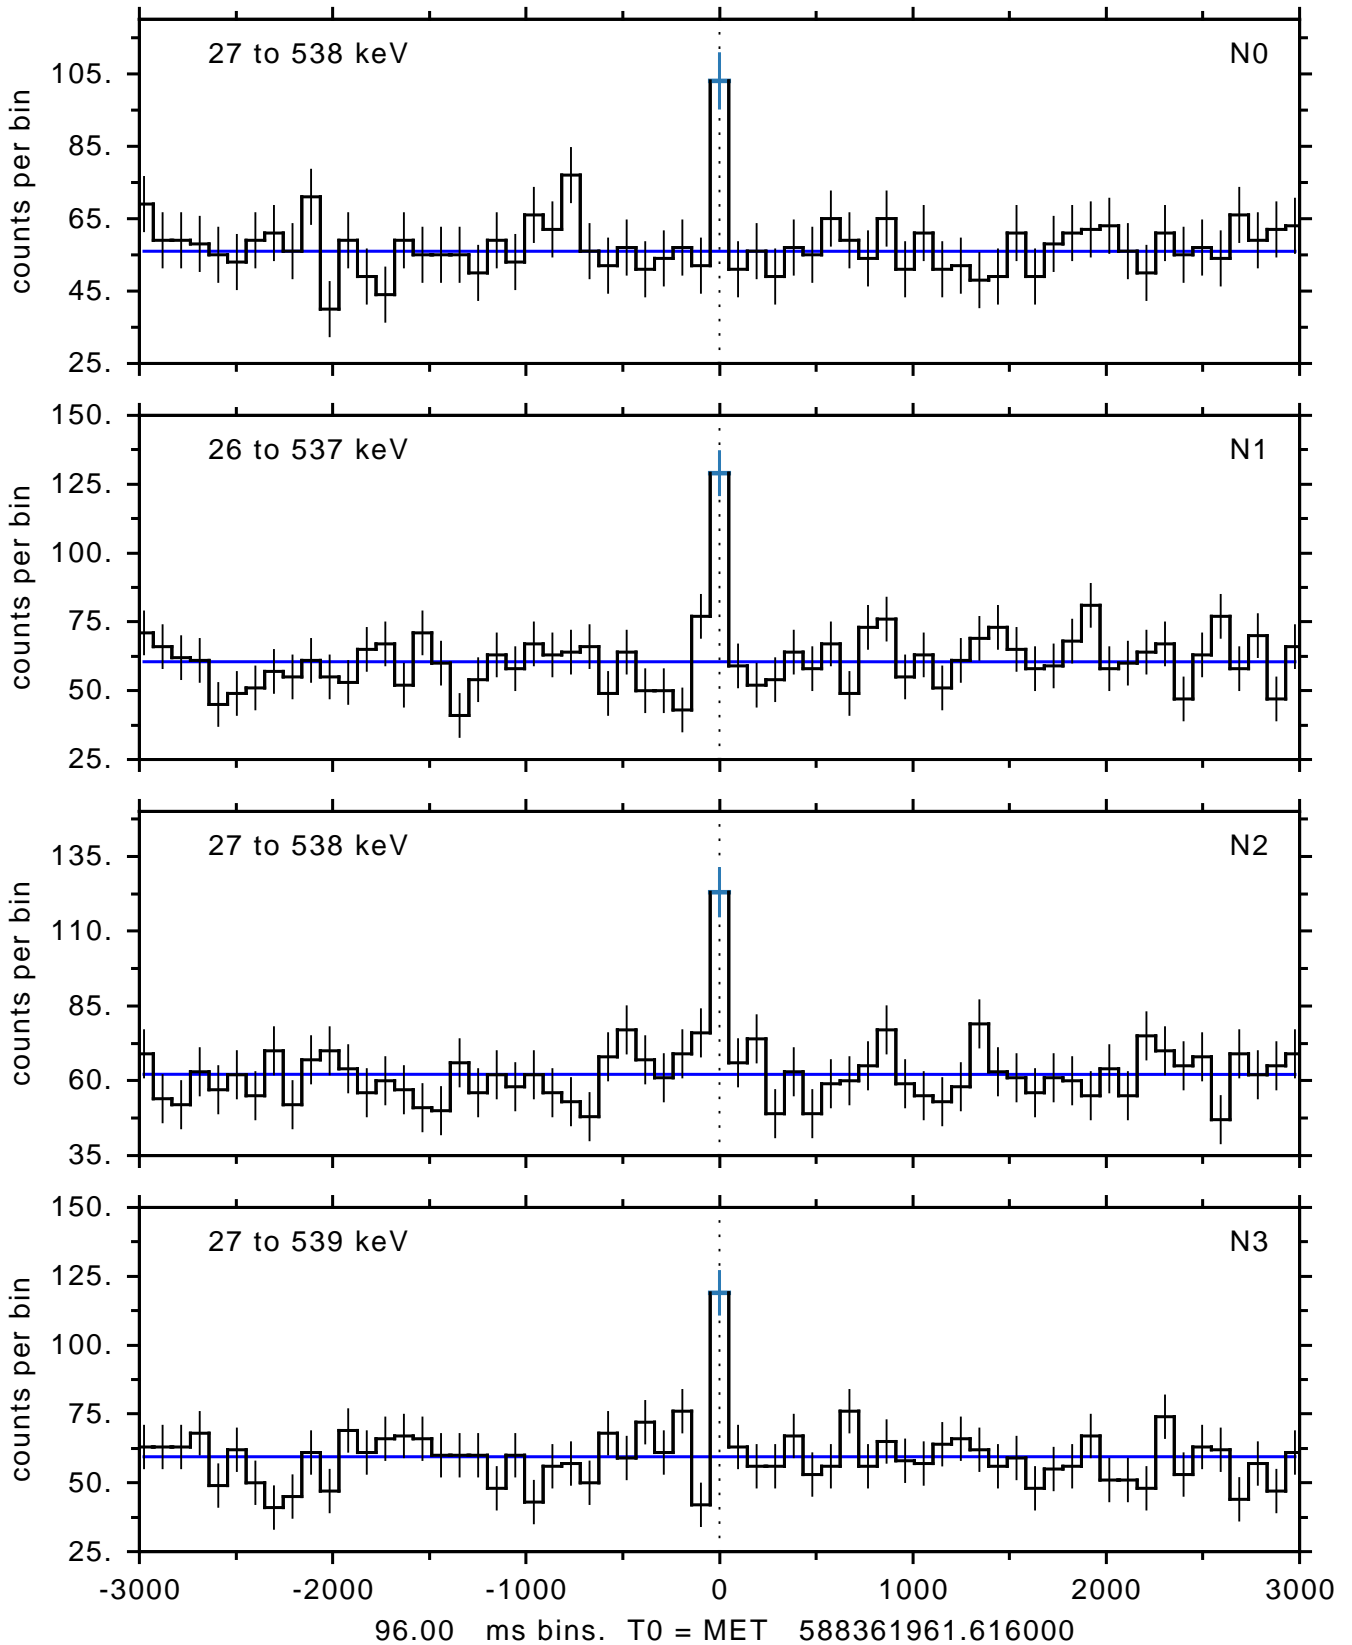 27 to 538 keV N0
105.
85.
65.
45.
25.
counts per bin
26 to 537 keV N1
150.
125.
100.
75.
50.
25.
counts per bin
27 to 538 keV N2
135.
110.
85.
60.
35.
counts per bin
27 to 539 keV N3
150.
125.
100.
75.
50.
25.
counts per bin
-3000 -2000 -1000 0 1000 2000 3000
96.00 ms bins. T0 = MET 588361961.616000